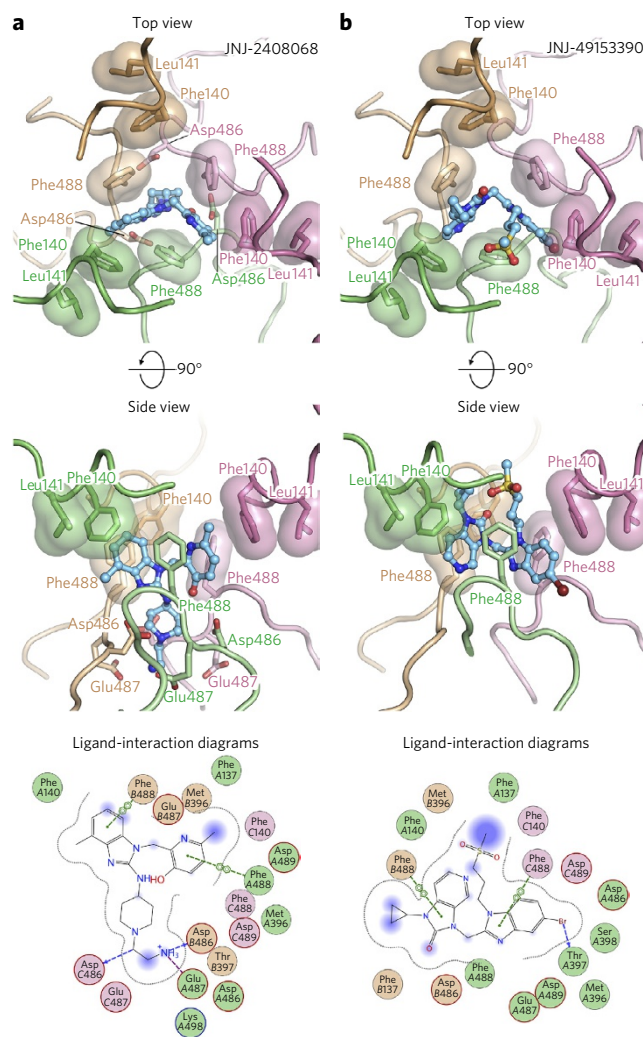 a
Top view
JNJ-2408068
Leu141
Phe140
Asp486
Phe488
Phe488
Asp486
Phe140
Phe140
Leu141
Leu141
Phe488
Asp486
90°
Side view
Phe140
Leu141
Phe140
Phe140
Leu141
Phe488
Phe488
Phe488
Asp486
Asp486
Glu487
Glu487
Glu487
Ligand-interaction diagrams
Phe A137
Phe A140
Phe B488
Met B396
Glu B487
Phe C140
Asp A489
N
N
N
HO
Phe A488
NH
Phe C488
Met A396
Asp C489
N
Asp B486
NH3
+
Thr B397
Asp C486
Glu A487
Asp A486
Glu C487
Lys A498
b
Top view
JNJ-49153390
Leu141
Phe140
Phe488
Phe488
Phe140
Phe140
Leu141
Leu141
Phe488
90°
Side view
Phe140
Phe140
Leu141
Leu141
Phe488
Phe488
Phe488
Ligand-interaction diagrams
Phe A137
Met B396
Phe A140
Phe C140
O
S
O
Phe B488
Phe C488
Asp C489
N
Asp A486
N
N
N
N
Br
Ser A398
O
Thr A397
Phe A488
Phe B137
Asp B486
Asp A489
Met A396
Glu A487